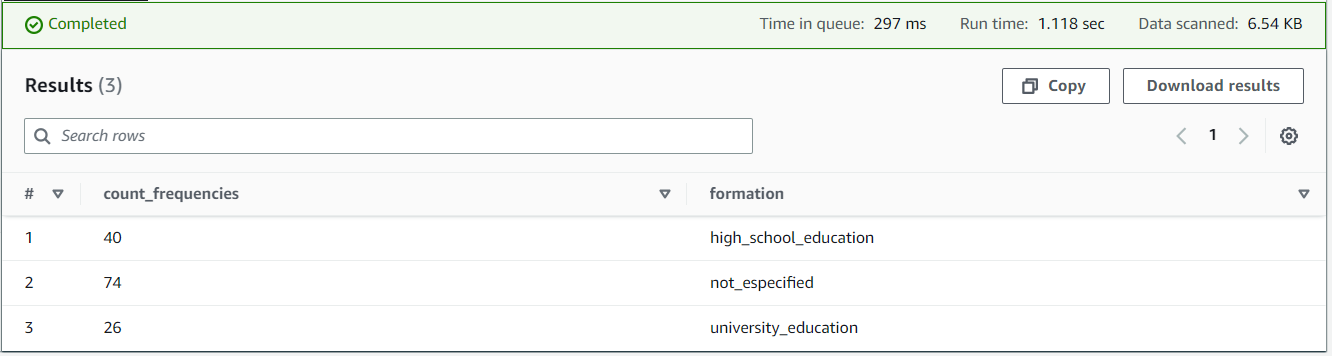 Completed Time in queue: 297 ms Run time: 1.118 sec Data scanned: 6.54 KB
Results (3) Copy Download results
Search rows 1
# count_frequencies formation
1 40 high_school_education
2 74 not_especified
3 26 university_education